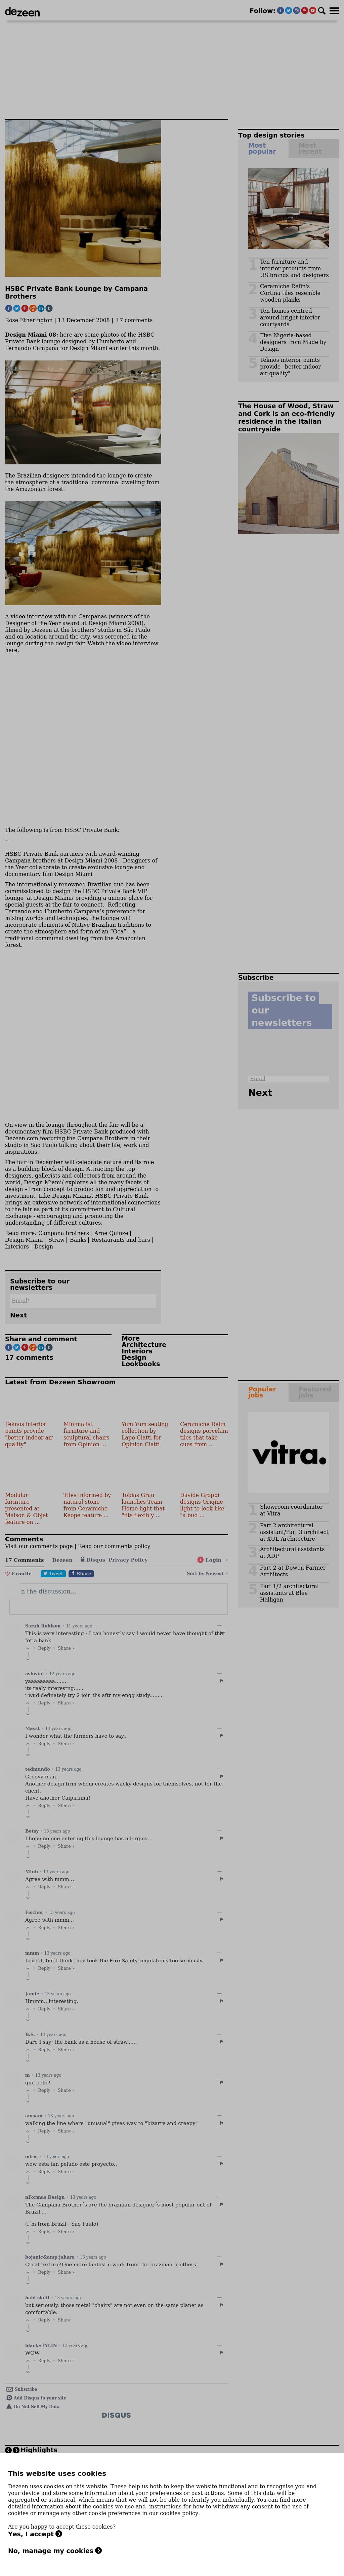 dezeen
Follow:
HSBC Private Bank Lounge by Campana
Brothers
Rose Etherington | 13 December 2008 | 17 comments
Design Miami 08: here are some photos of the HSBC
Private Bank lounge designed by Humberto and
Fernando Campana for Design Miami earlier this month.
The Brazilian designers intended the lounge to create
the atmosphere of a traditional communal dwelling from
the Amazonian forest.
A video interview with the Campanas (winners of the
Designer of the Year award at Design Miami 2008),
filmed by Dezeen at the brothers' studio in São Paulo
and on location around the city, was screened in the
lounge during the design fair. Watch the video interview
here.
The following is from HSBC Private Bank:
--
HSBC Private Bank partners with award-winning
Campana brothers at Design Miami 2008 - Designers of
the Year collaborate to create exclusive lounge and
documentary film Design Miami
The internationally renowned Brazilian duo has been
commissioned to design the HSBC Private Bank VIP
lounge at Design Miami/ providing a unique place for
special guests at the fair to connect. Reflecting
Fernando and Humberto Campana's preference for
mixing worlds and techniques, the lounge will
incorporate elements of Native Brazilian traditions to
create the atmosphere and form of an "Oca" – a
traditional communal dwelling from the Amazonian
forest.
On view in the lounge throughout the fair will be a
documentary film HSBC Private Bank produced with
Dezeen.com featuring the Campana Brothers in their
studio in São Paulo talking about their life, work and
inspirations.
The fair in December will celebrate nature and its role
as a building block of design. Attracting the top
designers, gallerists and collectors from around the
world, Design Miami/ explores all the many facets of
design – from concept to production and appreciation to
investment. Like Design Miami/, HSBC Private Bank
brings an extensive network of international connections
to the fair as part of its commitment to Cultural
Exchange - encouraging and promoting the
understanding of different cultures.
Read more: Campana brothers | Arne Quinze |
Design Miami | Straw | Banks | Restaurants and bars |
Interiors | Design
Subscribe to our
newsletters
Email*
Next
Share and comment
17 comments
More
Architecture
Interiors
Design
Lookbooks
Latest from Dezeen Showroom
Teknos interior
paints provide
"better indoor air
quality"
Minimalist
furniture and
sculptural chairs
from Opinion ...
Yum Yum seating
collection by
Lapo Ciatti for
Opinion Ciatti
Ceramiche Refin
designs porcelain
tiles that take
cues from ...
Modular
furniture
presented at
Maison & Objet
feature on ...
Tiles informed by
natural stone
from Ceramiche
Keope feature ...
Tobias Grau
launches Team
Home light that
"fits flexibly ...
Davide Groppi
designs Origine
light to look like
"a bud ...
Comments
Visit our comments page | Read our comments policy
17 Comments Dezeen Disqus' Privacy Policy Login
Favorite Tweet Share Sort by Newest
n the discussion...
Sarah Robison • 11 years ago
This is very interesting - I can honestly say I would never have thought of that
for a bank.
Reply • Share ›
ashwini • 12 years ago
yaaaaaaaaa........
its realy interestng......
i wud definately try 2 join ths aftr my engg study.......
Reply • Share ›
Maoxt • 13 years ago
I wonder what the farmers have to say..
Reply • Share ›
tedmundo • 13 years ago
Groovy man.
Another design firm whom creates wacky designs for themselves, not for the
client.
Have another Caipirinha!
Reply • Share ›
Betsy • 13 years ago
I hope no one entering this lounge has allergies...
Reply • Share ›
Minh • 13 years ago
Agree with mmm...
Reply • Share ›
Fischer • 13 years ago
Agree with mmm...
Reply • Share ›
mmm • 13 years ago
Love it, but I think they took the Fire Safety regulations too seriously...
Reply • Share ›
Jamie • 13 years ago
Hmmm...interesting.
Reply • Share ›
R.S. • 13 years ago
Dare I say; the bank as a house of straw......
Reply • Share ›
m • 13 years ago
que bello!
Reply • Share ›
13 years ago
walking the line where "unusual" gives way to "bizarre and creepy"
Reply • Share ›
13 years ago
wow esta tan peludo este proyecto..
Reply • Share ›
nFormas Design • 13 years ago
The Campana Brother´s are the brazilian designer´s most popular out of
Brazil....
(i´m from Brazil - São Paulo)
Reply • Share ›
bojanic&amp;jahara • 13 years ago
Great texture!One more fantastic work from the brazilian brothers!
Reply • Share ›
bald skull • 13 years ago
but seriously, those metal "chairs" are not even on the same planet as
comfortable.
Reply • Share ›
blackSTYLIN • 13 years ago
WOW
Reply • Share ›
Subscribe
Add Disqus to your site
Do Not Sell My Data
DISQUS
Highlights
Top design stories
Most
popular
Most
recent
1 Ten furniture and
interior products from
US brands and designers
2 Ceramiche Refin's
Cortina tiles resemble
wooden planks
3 Ten homes centred
around bright interior
courtyards
4 Five Nigeria-based
designers from Made by
Design
5 Teknos interior paints
provide "better indoor
air quality"
The House of Wood, Straw
and Cork is an eco-friendly
residence in the Italian
countryside
Subscribe
Subscribe to
our
newsletters
Email
Next
Popular
jobs
Featured
jobs
vitra.
1 Showroom coordinator
at Vitra
2 Part 2 architectural
assistant/Part 3 architect
at XUL Architecture
3 Architectural assistants
at ADP
4 Part 2 at Dowen Farmer
Architects
5 Part 1/2 architectural
assistants at Blee
Halligan
This website uses cookies
Dezeen uses cookies on this website. These help us both to keep the website functional and to recognise you and
your device and store some information about your preferences or past actions. Some of this data will be
aggregated or statistical, which means that we will not be able to identify you individually. You can find more
detailed information about the cookies we use and instructions for how to withdraw any consent to the use of
cookies or manage any other cookie preferences in our cookies policy.
Are you happy to accept these cookies?
Yes, I accept
No, manage my cookies